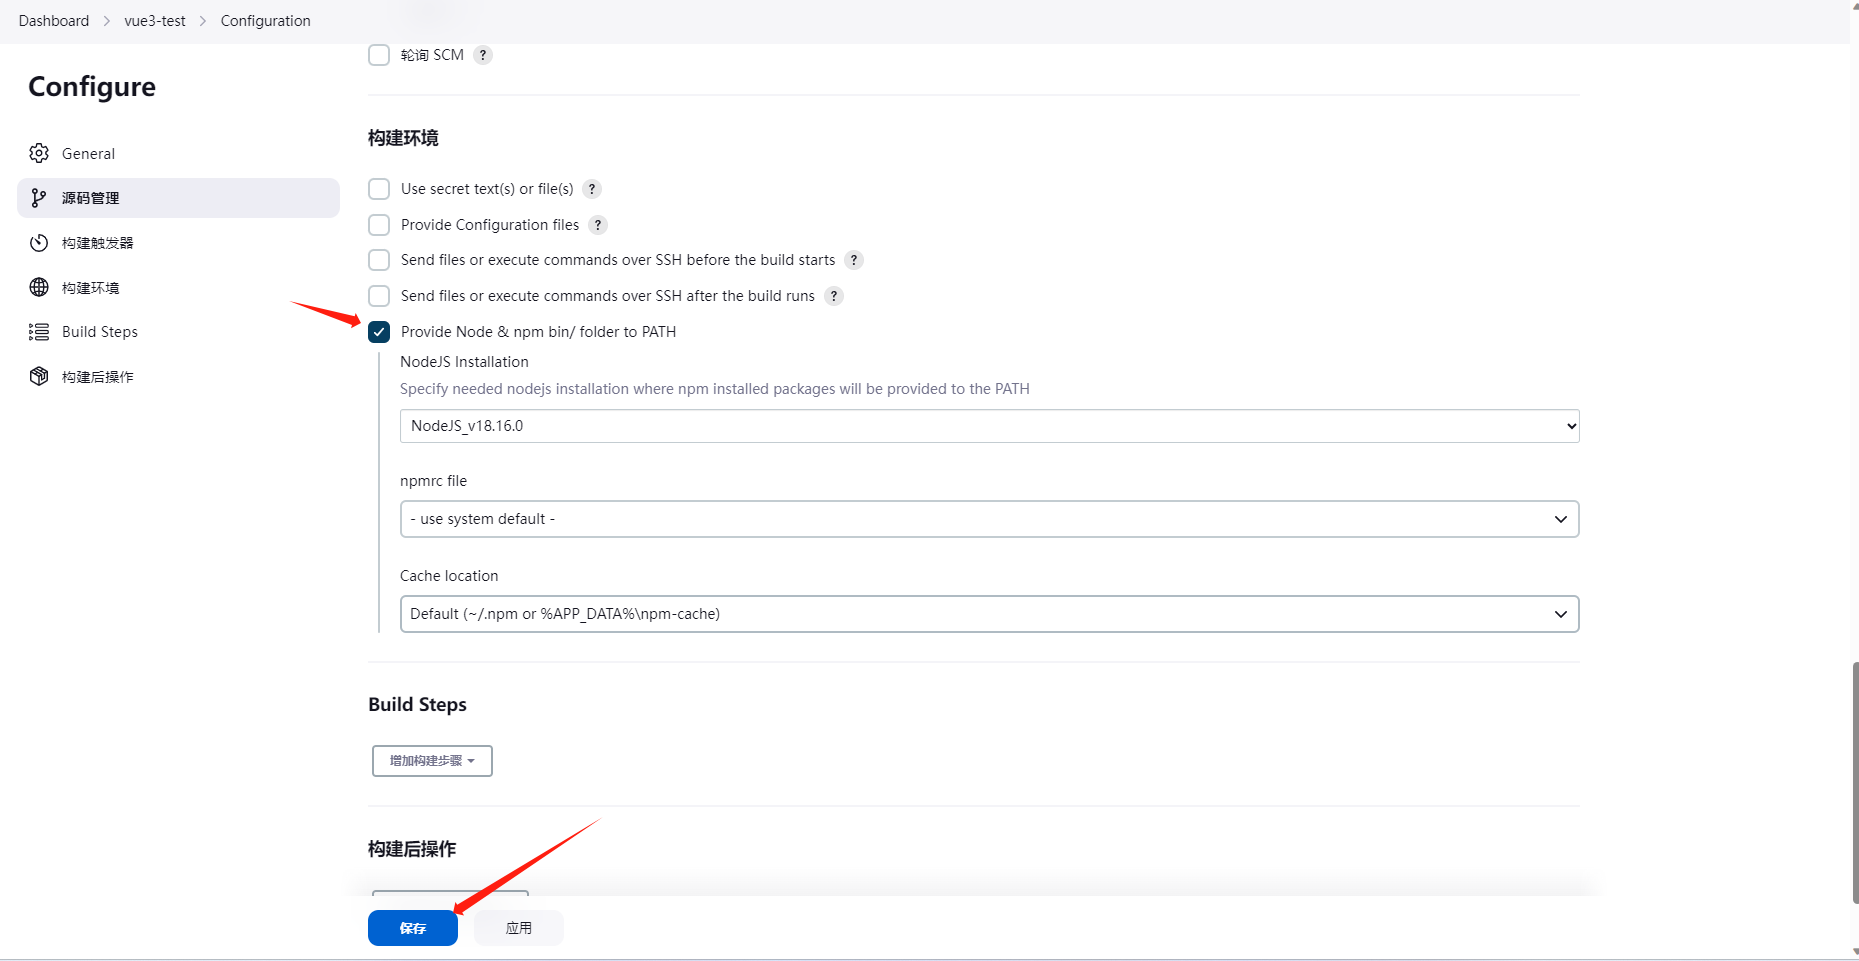 Dashboard > vue3-test > Configuration
Configure
General
源码管理
构建触发器
构建环境
Build Steps
构建后操作
轮询 SCM ?
构建环境
Use secret text(s) or file(s) ?
Provide Configuration files ?
Send files or execute commands over SSH before the build starts ?
Send files or execute commands over SSH after the build runs ?
Provide Node & npm bin/ folder to PATH
NodeJS Installation
Specify needed nodejs installation where npm installed packages will be provided to the PATH
NodeJS_v18.16.0
npmrc file
- use system default -
Cache location
Default (~/.npm or %APP_DATA%\npm-cache)
Build Steps
增加构建步骤
构建后操作
保存 应用